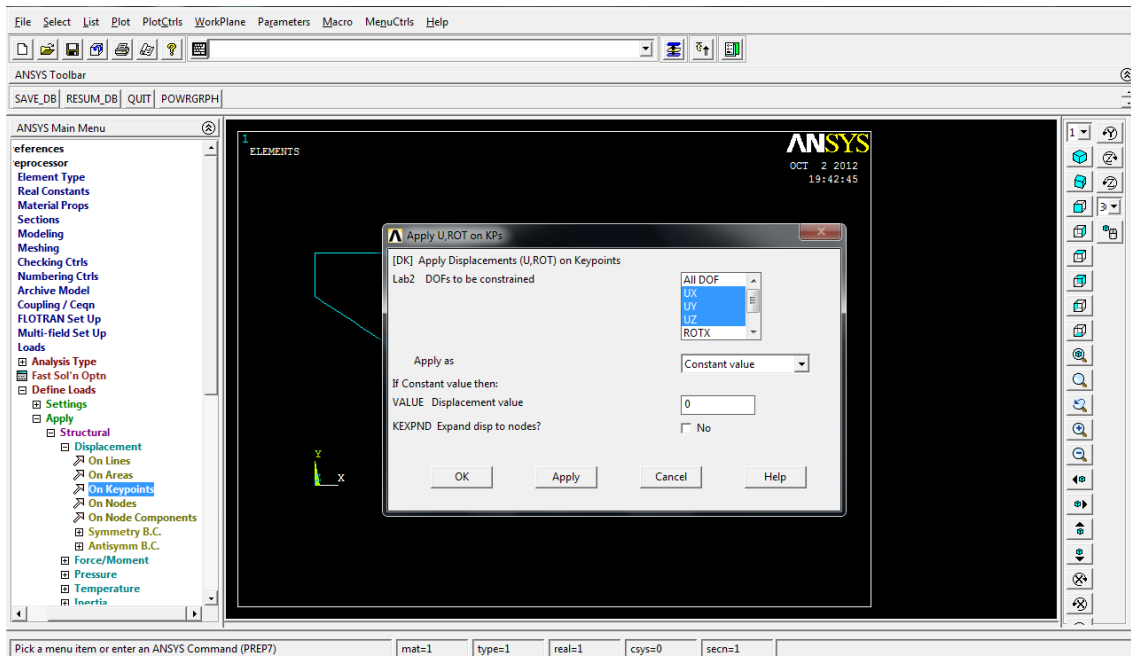 File Select List Plot PlotCtrls WorkPlane Parameters Macro MenuCtrls Help
ANSYS Toolbar
SAVE_DB RESUM_DB QUIT POWRGRPH
ANSYS Main Menu
eferences
eprocessor
Element Type
Real Constants
Material Props
Sections
Modeling
Meshing
Checking Ctrls
Numbering Ctrls
Archive Model
Coupling / Ceqn
FLOTRAN Set Up
Multi-field Set Up
Loads
Analysis Type
Fast Sol'n Optn
Define Loads
Settings
Apply
Structural
Displacement
On Lines
On Areas
On Keypoints
On Nodes
On Node Components
Symmetry B.C.
Antisymm B.C.
Force/Moment
Pressure
Temperature
Inertia
1
ELEMENTS
ANSYS
OCT 2 2012
19:42:45
Y
X
Apply U,ROT on KPs
[DK] Apply Displacements (U,ROT) on Keypoints
Lab2 DOFs to be constrained
All DOF
UX
UY
UZ
ROTX
Apply as
Constant value
If Constant value then:
VALUE Displacement value
0
KEXPND Expand disp to nodes?
No
OK Apply Cancel Help
1
Pick a menu item or enter an ANSYS Command (PREP7) mat=1 type=1 real=1 csys=0 secn=1